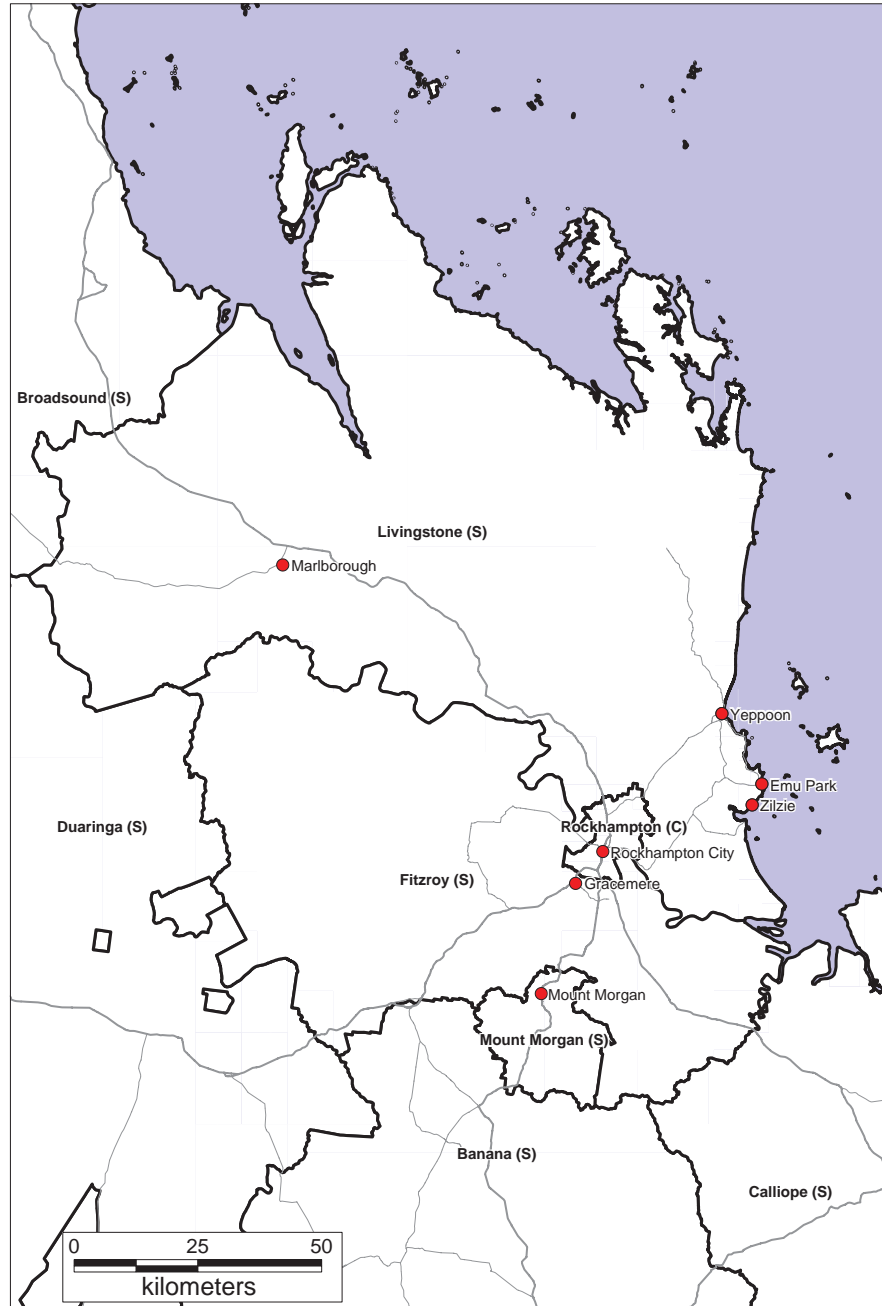 Broadsound (S)
Livingstone (S)
Marlborough
Yeppoon
Emu Park
Zilzie
Duaringa (S)
Rockhampton (C)
Rockhampton City
Fitzroy (S)
Gracemere
Mount Morgan
Mount Morgan (S)
Banana (S)
Calliope (S)
0 25 50
kilometers